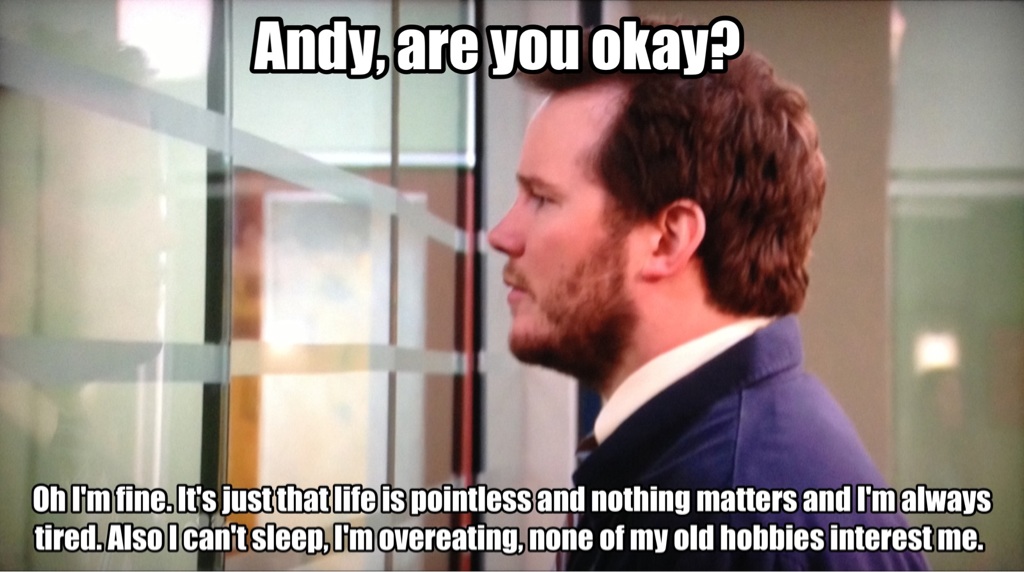 Andy, are you okay?
Oh I'm fine. It's just that life is pointless and nothing matters and I'm always
tired. Also I can't sleep, I'm overeating, none of my old hobbies interest me.